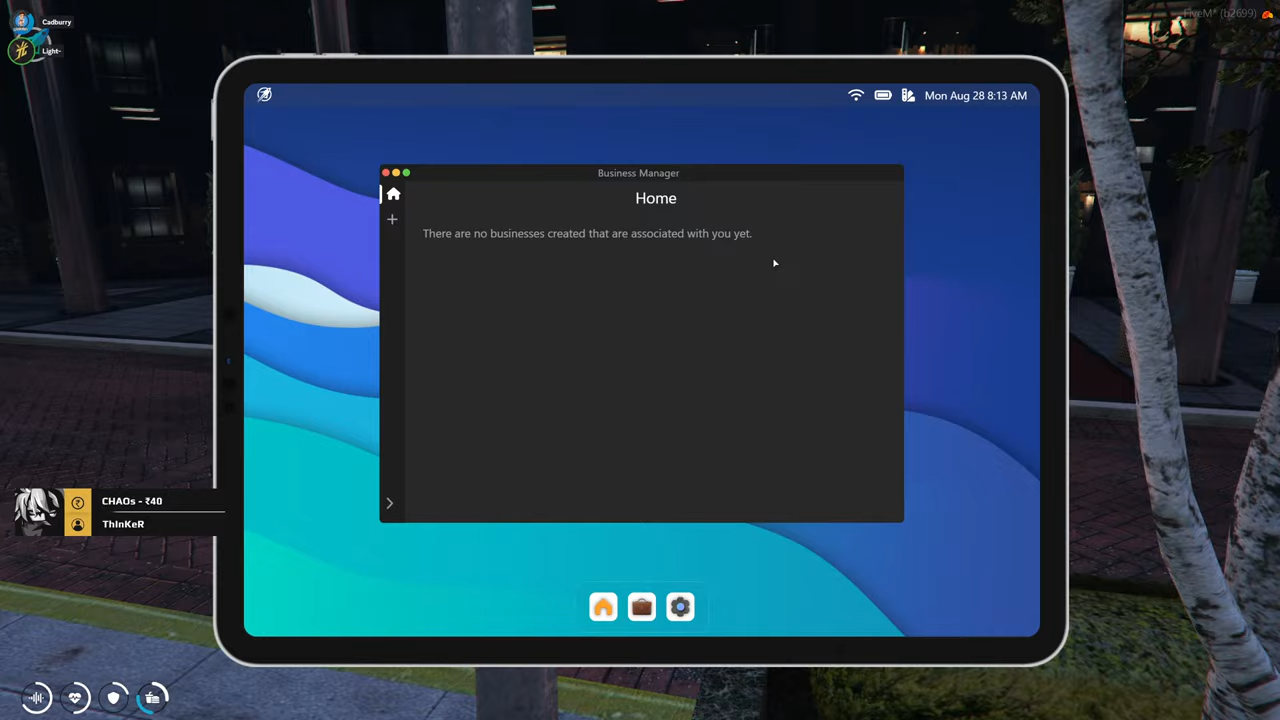 Cadburry
Light-
FiveM* (b2699)
Mon Aug 28 8:13 AM
Business Manager
Home
There are no businesses created that are associated with you yet.
CHAOs - ₹40
ThInKeR